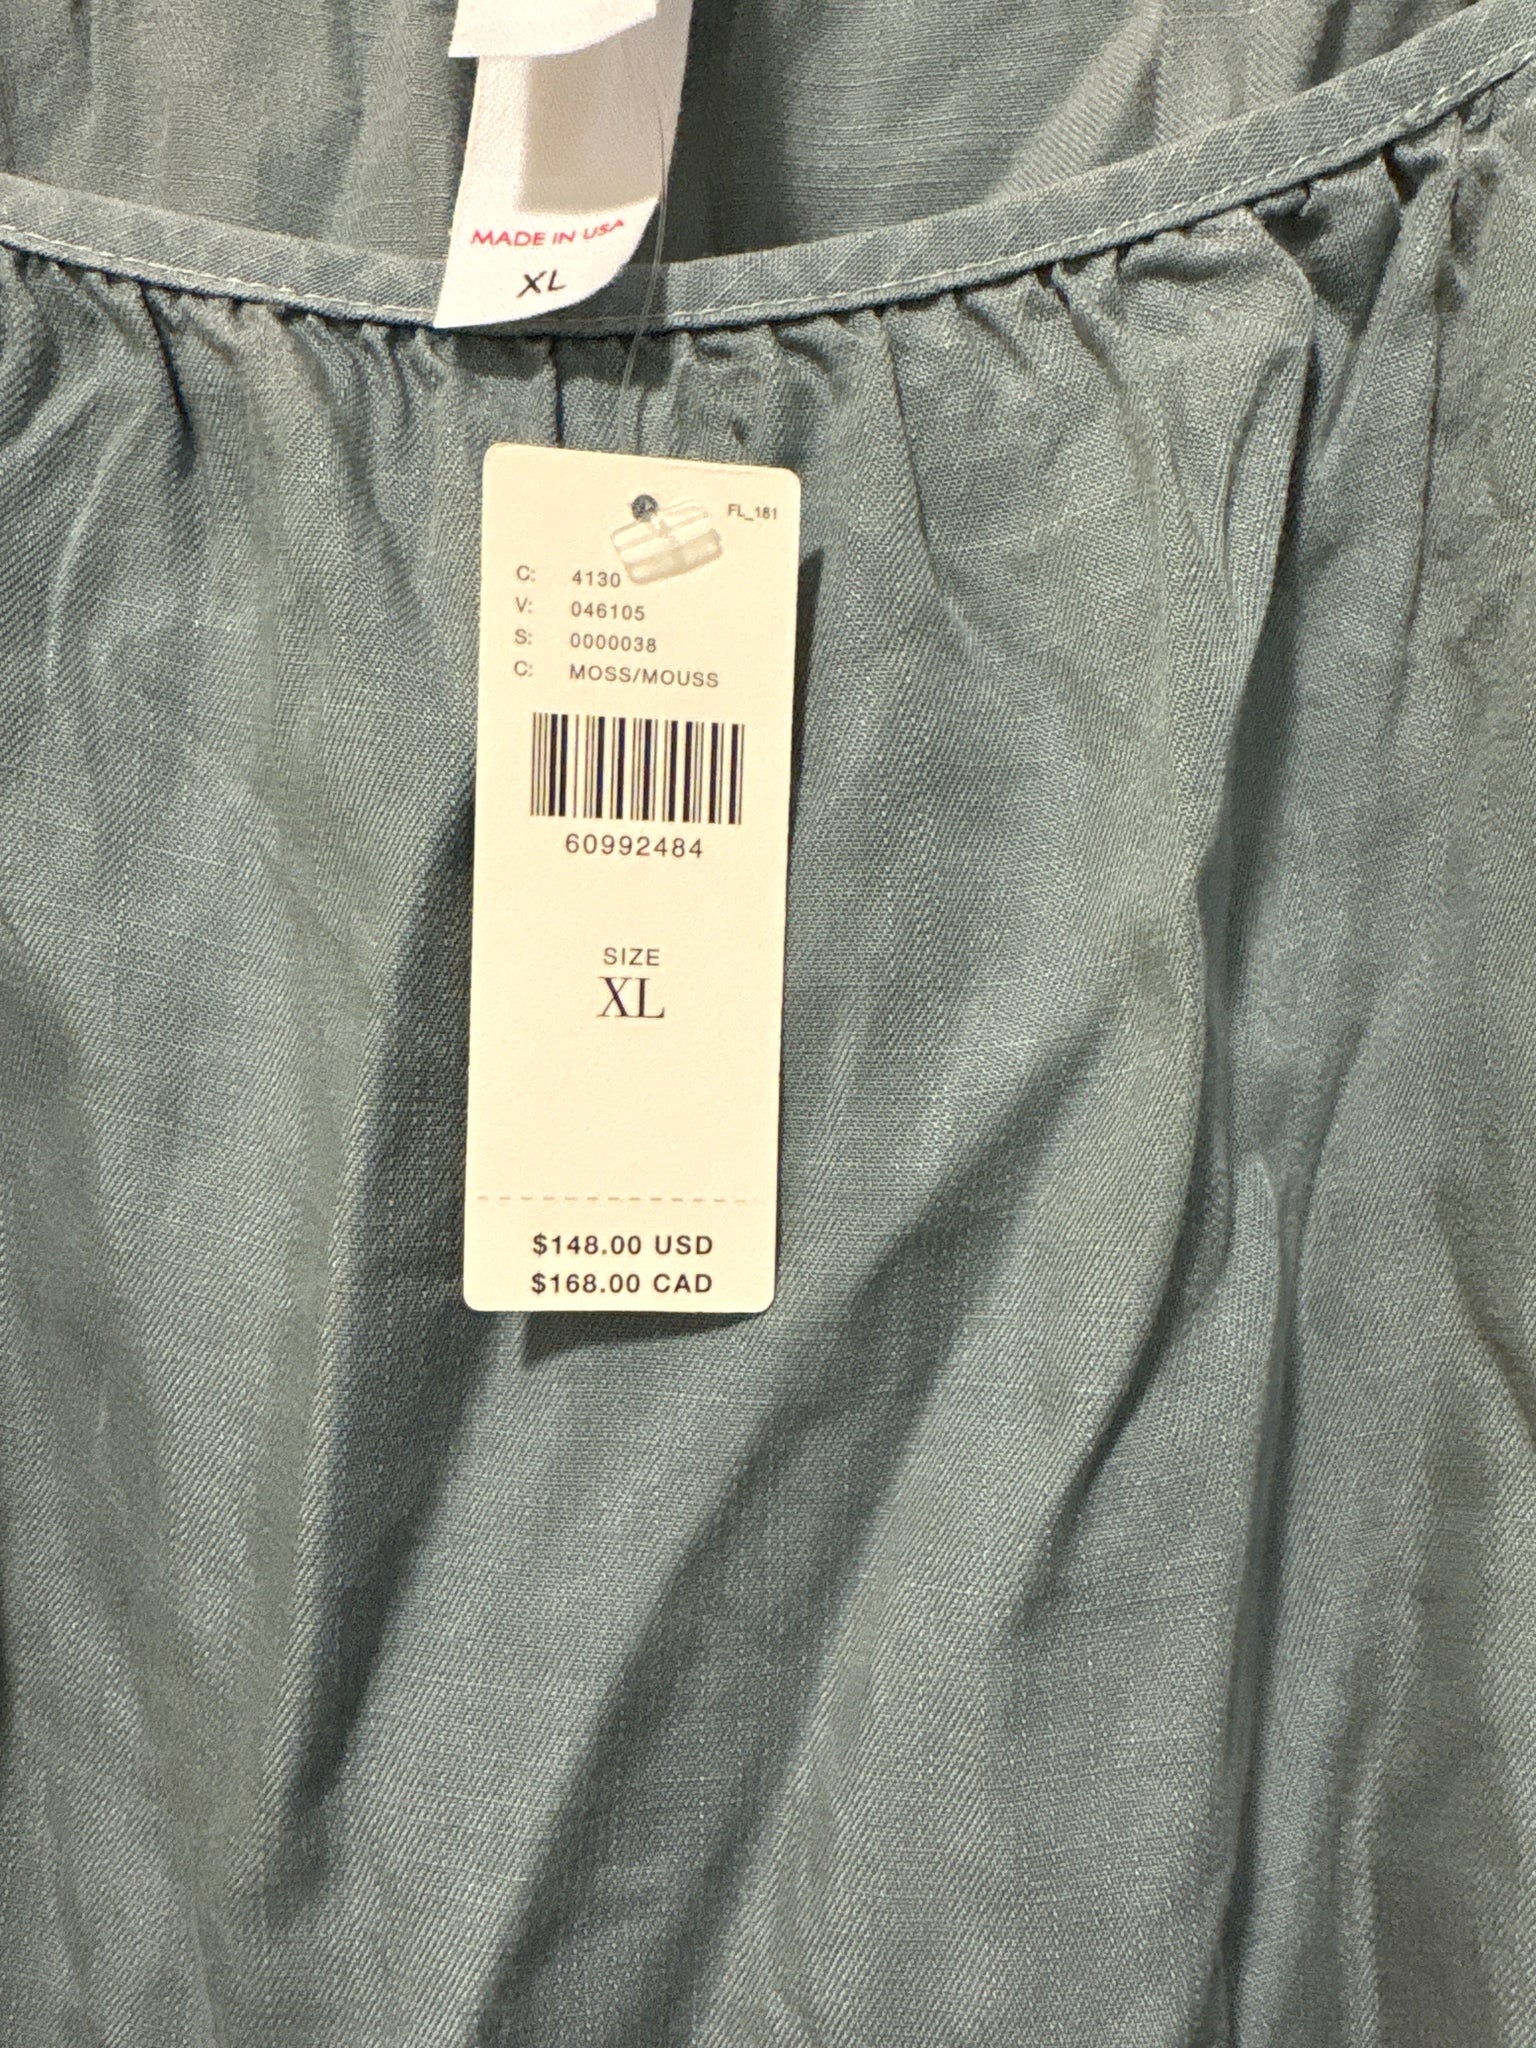 MADE IN USA
XL
FL_181
C: 4130
V: 046105
S: 0000038
C: MOSS/MOUSS
60992484
SIZE
XL
$148.00 USD
$168.00 CAD